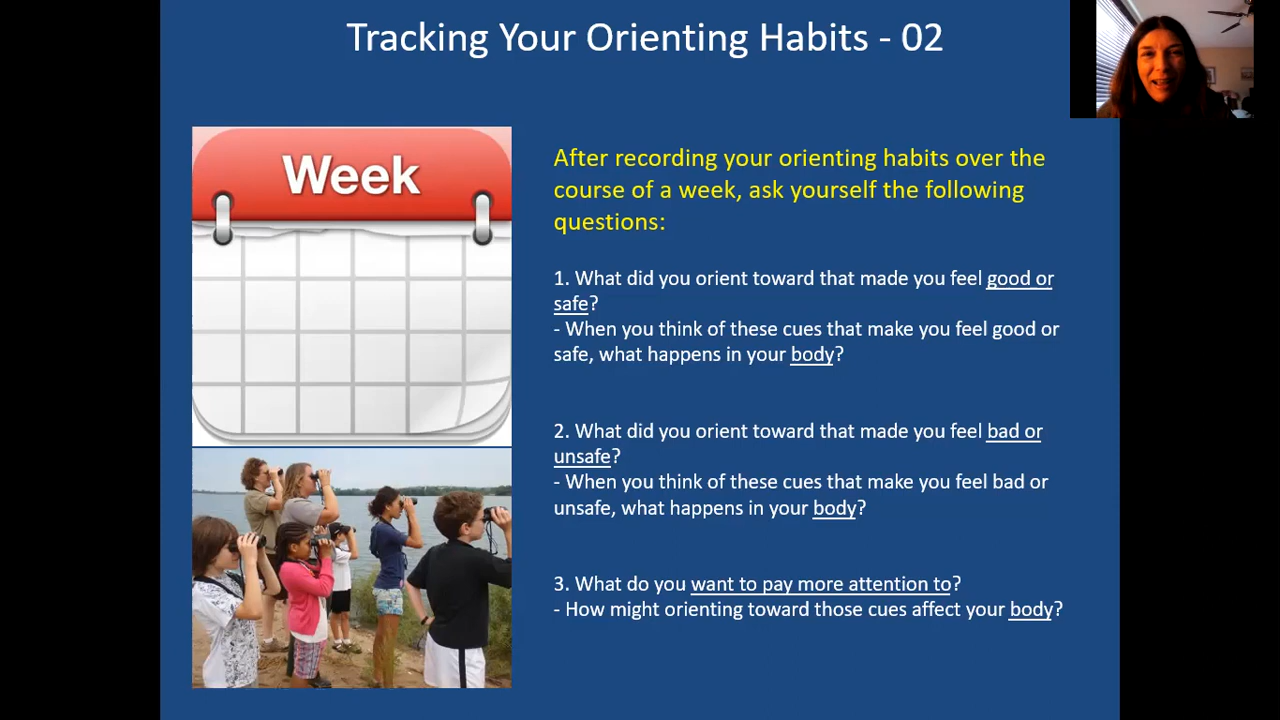 Tracking Your Orienting Habits - 02
Week
After recording your orienting habits over the
course of a week, ask yourself the following
questions:
1. What did you orient toward that made you feel good or
safe?
- When you think of these cues that make you feel good or
safe, what happens in your body?
2. What did you orient toward that made you feel bad or
unsafe?
- When you think of these cues that make you feel bad or
unsafe, what happens in your body?
3. What do you want to pay more attention to?
- How might orienting toward those cues affect your body?